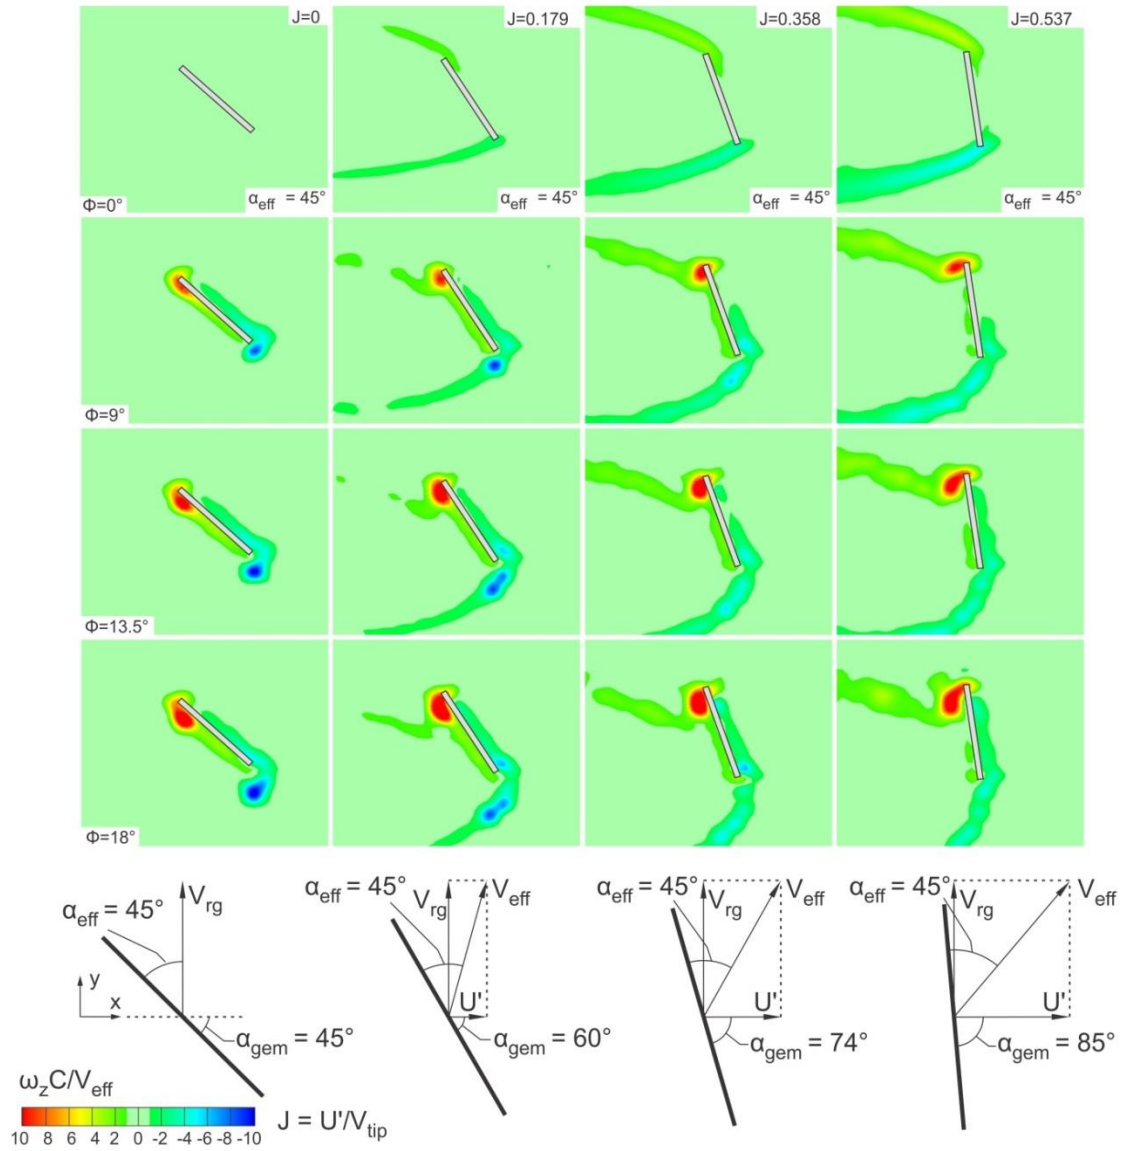 J=0
J=0.179
J=0.358
J=0.537
Φ=0°
αeff = 45°
αeff = 45°
αeff = 45°
αeff = 45°
Φ=9°
Φ=13.5°
Φ=18°
αeff = 45°
Vrg
y
x
αgem = 45°
αeff = 45°
Vrg
Veff
U'
αgem = 60°
αeff = 45°
Vrg
Veff
U'
αgem = 74°
αeff = 45°
Vrg
Veff
U'
αgem = 85°
ωzC/Veff
10 8 6 4 2 0 -2 -4 -6 -8 -10
J = U'/Vtip